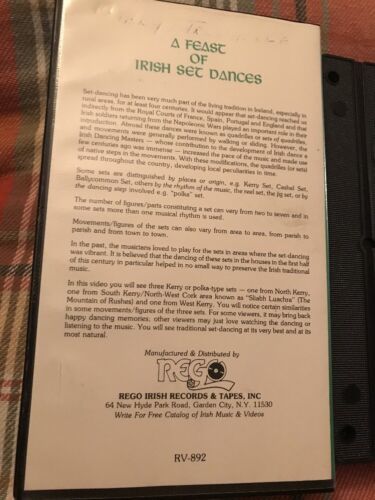 A FEAST
OF
IRISH SET DANCES
Set-dancing has been very much part of the living tradition in Ireland, especially in
rural areas, for at least four centuries. It would appear that set-dancing reached us
indirectly from the Royal Courts of France, Spain, Portugal and England and that
Irish soldiers returning from the Napoleonic Wars played an important role in their
introduction. Abroad these dances were known as quadrilles or sets of quadrilles,
and movements were generally performed by walking or sliding. However, the
Irish Dancing Masters — whose contribution to the development of Irish dance a
few centuries ago was immense — increased the pace of the music and made use
of native steps in the movements. With these modifications, the quadrilles (or sets)
spread throughout the country, developing local peculiarities in time.
Some sets are distinguished by places or origin, e.g. Kerry Set, Cashel Set,
Ballycommon Set, others by the rhythm of the music, the reel set, the jig set, or by
the dancing step involved e.g. "polka" set.
The number of figures/parts constituting a set can vary from two to seven and in
some sets more than one musical rhythm is used.
Movements/figures of the sets can also vary from area to area, from parish to
parish and from town to town.
In the past, the musicians loved to play for the sets in areas where the set-dancing
was vibrant. It is believed that the dancing of these sets in the houses in the first half
of this century in particular helped in no small way to preserve the Irish traditional
music.
In this video you will see three Kerry or polka-type sets — one from North Kerry,
one from South Kerry/North-West Cork area known as "Sliabh Luachra" (The
Mountain of Rushes) and one from West Kerry. You will notice certain similarities
in some movements/figures of the three sets. For some viewers, it may bring back
happy dancing memories; other viewers may just love watching the dancing or
listening to the music. You will see traditional set-dancing at its very best and at its
most natural.
Manufactured & Distributed by
REGO
REGO IRISH RECORDS & TAPES, INC
64 New Hyde Park Road, Garden City, N.Y. 11530
Write For Free Catalog of Irish Music & Videos
RV-892